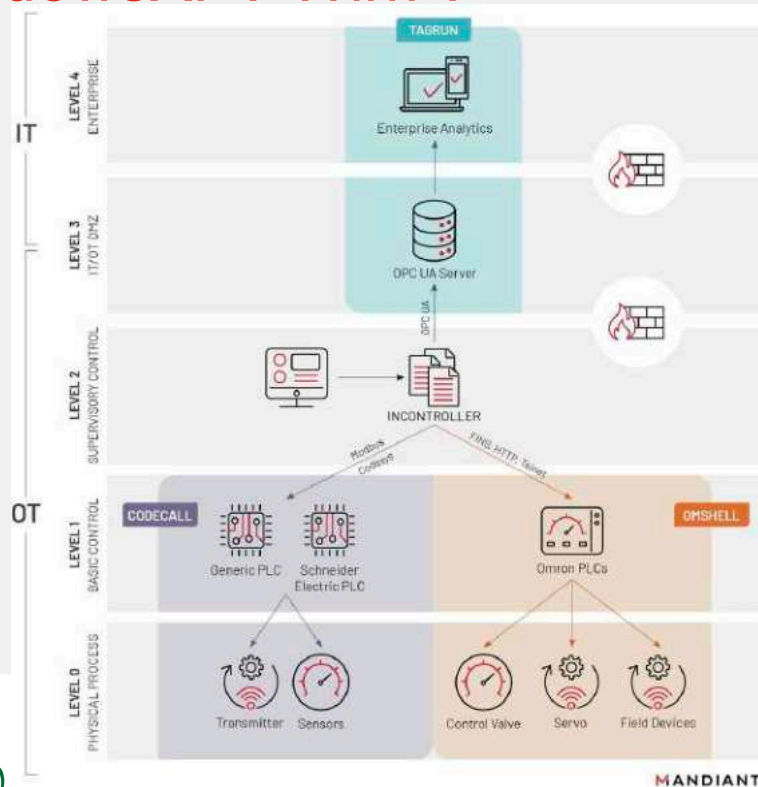 TAGRUN
LEVEL 4
ENTERPRISE
Enterprise Analytics
IT
LEVEL 3
IT/OT DMZ
OPC UA Server
OPC UA
LEVEL 2
SUPERVISORY CONTROL
INCONTROLLER
Modbus
Codesys
FINS, HTTP, Telnet
OT
CODECALL
OMSHELL
LEVEL 1
BASIC CONTROL
Generic PLC
Schneider
Electric PLC
Omron PLCs
LEVEL 0
PHYSICAL PROCESS
Transmitter
Sensors
Control Valve
Servo
Field Devices
MANDIANT